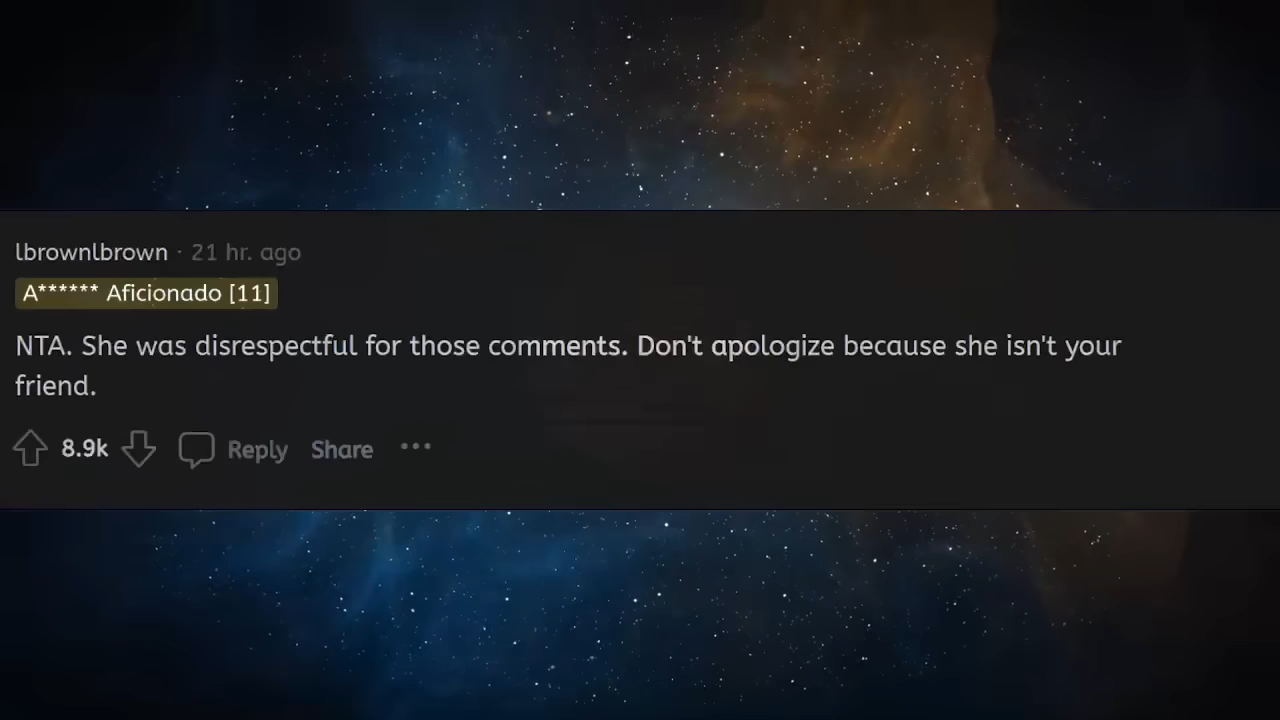 lbrownlbrown · 21 hr. ago
A****** Aficionado [11]
NTA. She was disrespectful for those comments. Don't apologize because she isn't your
friend.
8.9k Reply Share ···